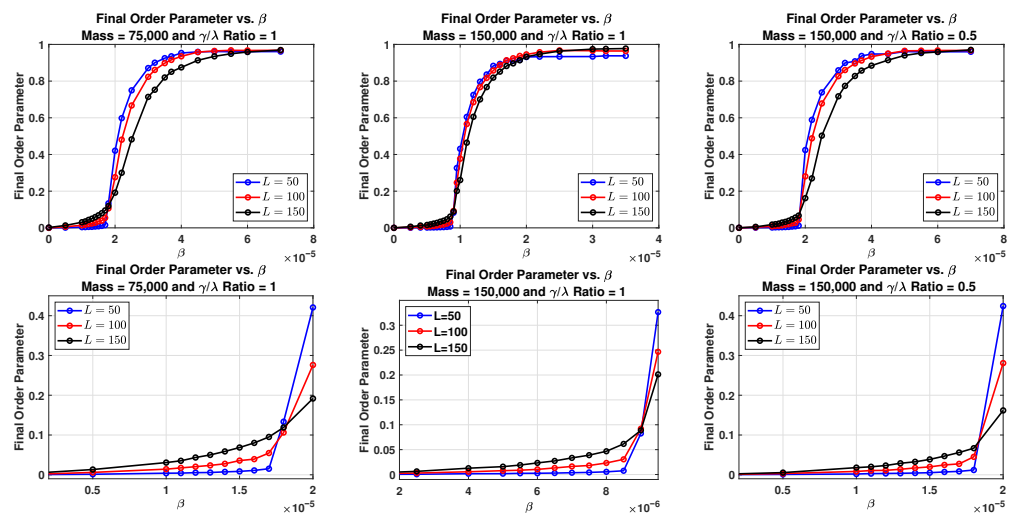 Final Order Parameter vs. β
Mass = 75,000 and γ/λ Ratio = 1
Final Order Parameter
1
0.8
0.6
0.4
0.2
0
0
2
4
6
8
β
×10⁻⁵
L = 50
L = 100
L = 150
Final Order Parameter vs. β
Mass = 150,000 and γ/λ Ratio = 1
Final Order Parameter
1
0.8
0.6
0.4
0.2
0
0
1
2
3
4
β
×10⁻⁵
L = 50
L = 100
L = 150
Final Order Parameter vs. β
Mass = 150,000 and γ/λ Ratio = 0.5
Final Order Parameter
1
0.8
0.6
0.4
0.2
0
0
2
4
6
8
β
×10⁻⁵
L = 50
L = 100
L = 150
Final Order Parameter vs. β
Mass = 75,000 and γ/λ Ratio = 1
Final Order Parameter
0.4
0.3
0.2
0.1
0
0.5
1
1.5
2
β
×10⁻⁵
L = 50
L = 100
L = 150
Final Order Parameter vs. β
Mass = 150,000 and γ/λ Ratio = 1
Final Order Parameter
0.3
0.25
0.2
0.15
0.1
0.05
0
2
4
6
8
β
×10⁻⁶
L=50
L=100
L=150
Final Order Parameter vs. β
Mass = 150,000 and γ/λ Ratio = 0.5
Final Order Parameter
0.4
0.3
0.2
0.1
0
0.5
1
1.5
2
β
×10⁻⁵
L = 50
L = 100
L = 150